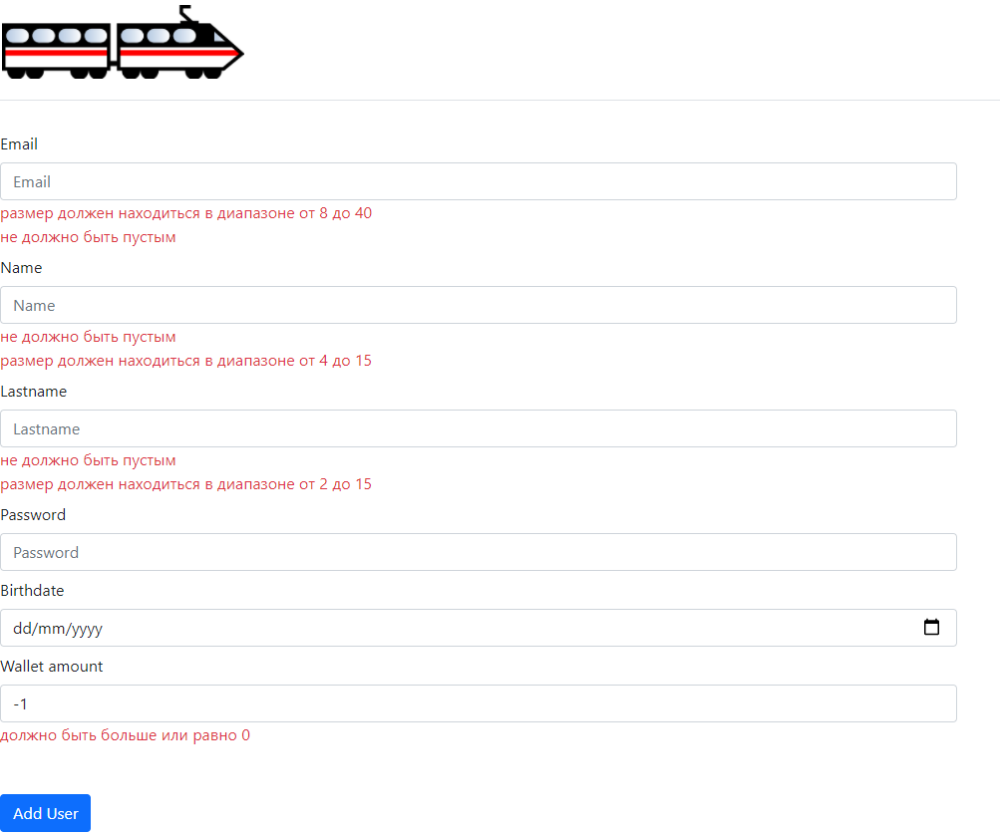 Email
Email
размер должен находиться в диапазоне от 8 до 40
не должно быть пустым
Name
Name
не должно быть пустым
размер должен находиться в диапазоне от 4 до 15
Lastname
Lastname
не должно быть пустым
размер должен находиться в диапазоне от 2 до 15
Password
Password
Birthdate
dd/mm/yyyy
Wallet amount
-1
должно быть больше или равно 0
Add User